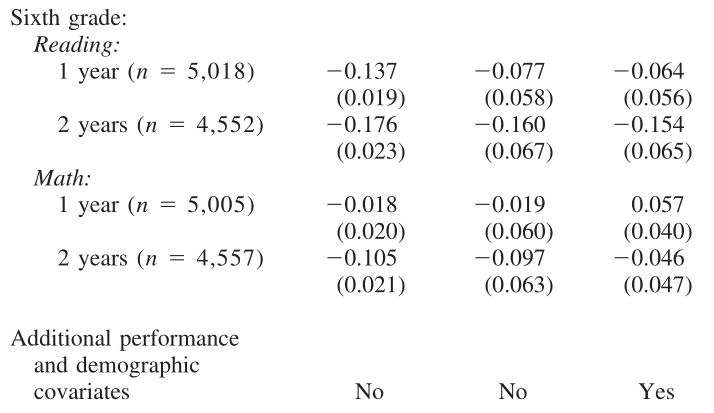 Sixth grade:
Reading:
1 year (n = 5,018) −0.137 −0.077 −0.064
(0.019) (0.058) (0.056)
2 years (n = 4,552) −0.176 −0.160 −0.154
(0.023) (0.067) (0.065)
Math:
1 year (n = 5,005) −0.018 −0.019 0.057
(0.020) (0.060) (0.040)
2 years (n = 4,557) −0.105 −0.097 −0.046
(0.021) (0.063) (0.047)
Additional performance
and demographic
covariates No No Yes